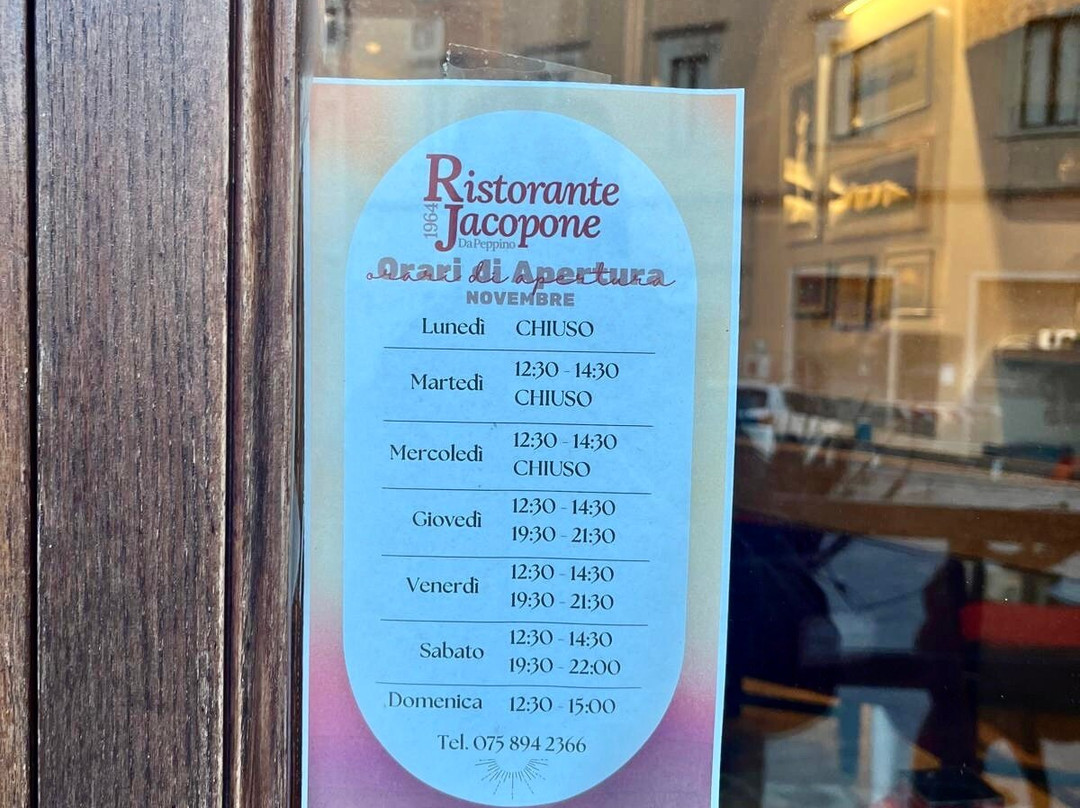 Ristorante
1964
Jacopone
Da Peppino
Orari di Apertura
orari di apertura
NOVEMBRE
Lunedì CHIUSO
Martedì 12:30 - 14:30
CHIUSO
Mercoledì 12:30 - 14:30
CHIUSO
Giovedì 12:30 - 14:30
19:30 - 21:30
Venerdì 12:30 - 14:30
19:30 - 21:30
Sabato 12:30 - 14:30
19:30 - 22:00
Domenica 12:30 - 15:00
Tel. 075 894 2366